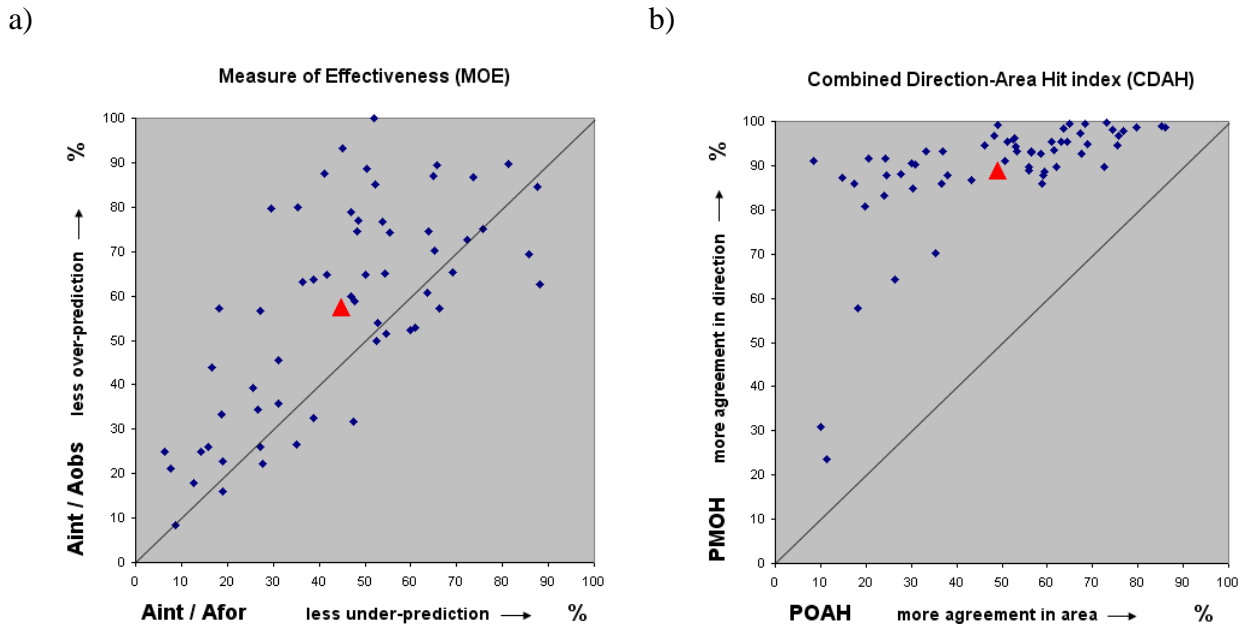 a)
Measure of Effectiveness (MOE)
100
90
80
70
60
50
40
30
20
10
0
Aint / Aobs less over-prediction → %
0 10 20 30 40 50 60 70 80 90 100
Aint / Afor less under-prediction → %
b)
Combined Direction-Area Hit index (CDAH)
100
90
80
70
60
50
40
30
20
10
0
PMOH more agreement in direction → %
0 10 20 30 40 50 60 70 80 90 100
POAH more agreement in area → %